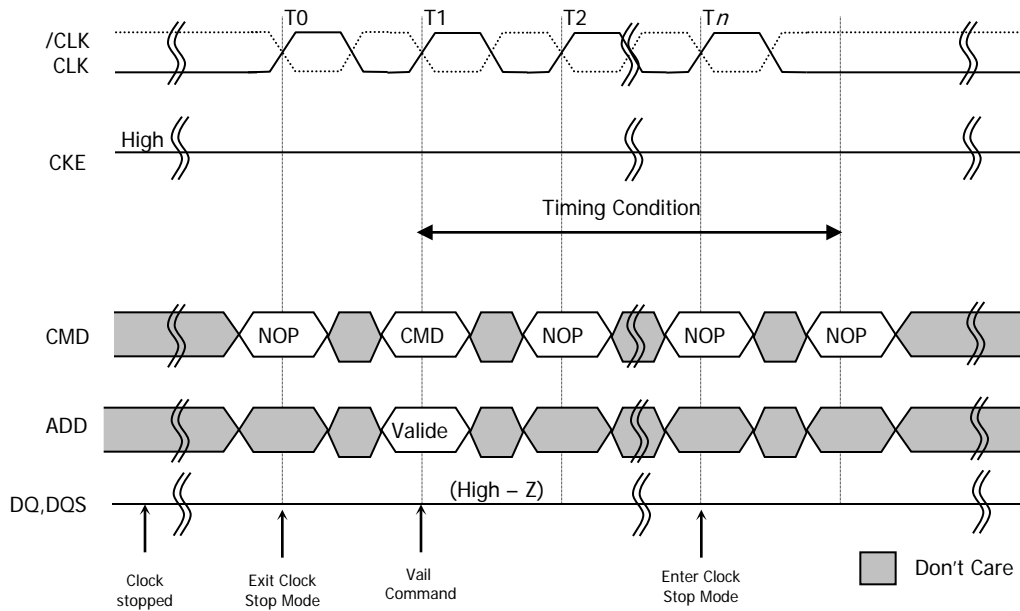 T0 T1 T2 Tn
/CLK
CLK
High
CKE
Timing Condition
CMD NOP CMD NOP NOP NOP
ADD Valide
(High – Z)
DQ,DQS
Clock stopped
Exit Clock Stop Mode
Vail Command
Enter Clock Stop Mode
Don't Care